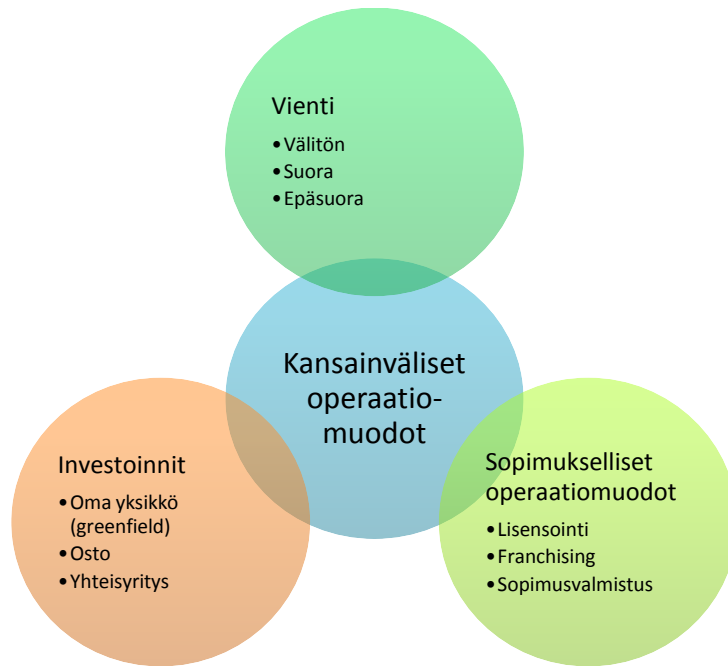 Vienti
•Välitön
•Suora
•Epäsuora
Kansainväliset
operaatio-
muodot
Investoinnit
•Oma yksikkö
(greenfield)
•Osto
•Yhteisyritys
Sopimukselliset
operaatiomuodot
•Lisensointi
•Franchising
•Sopimusvalmistus